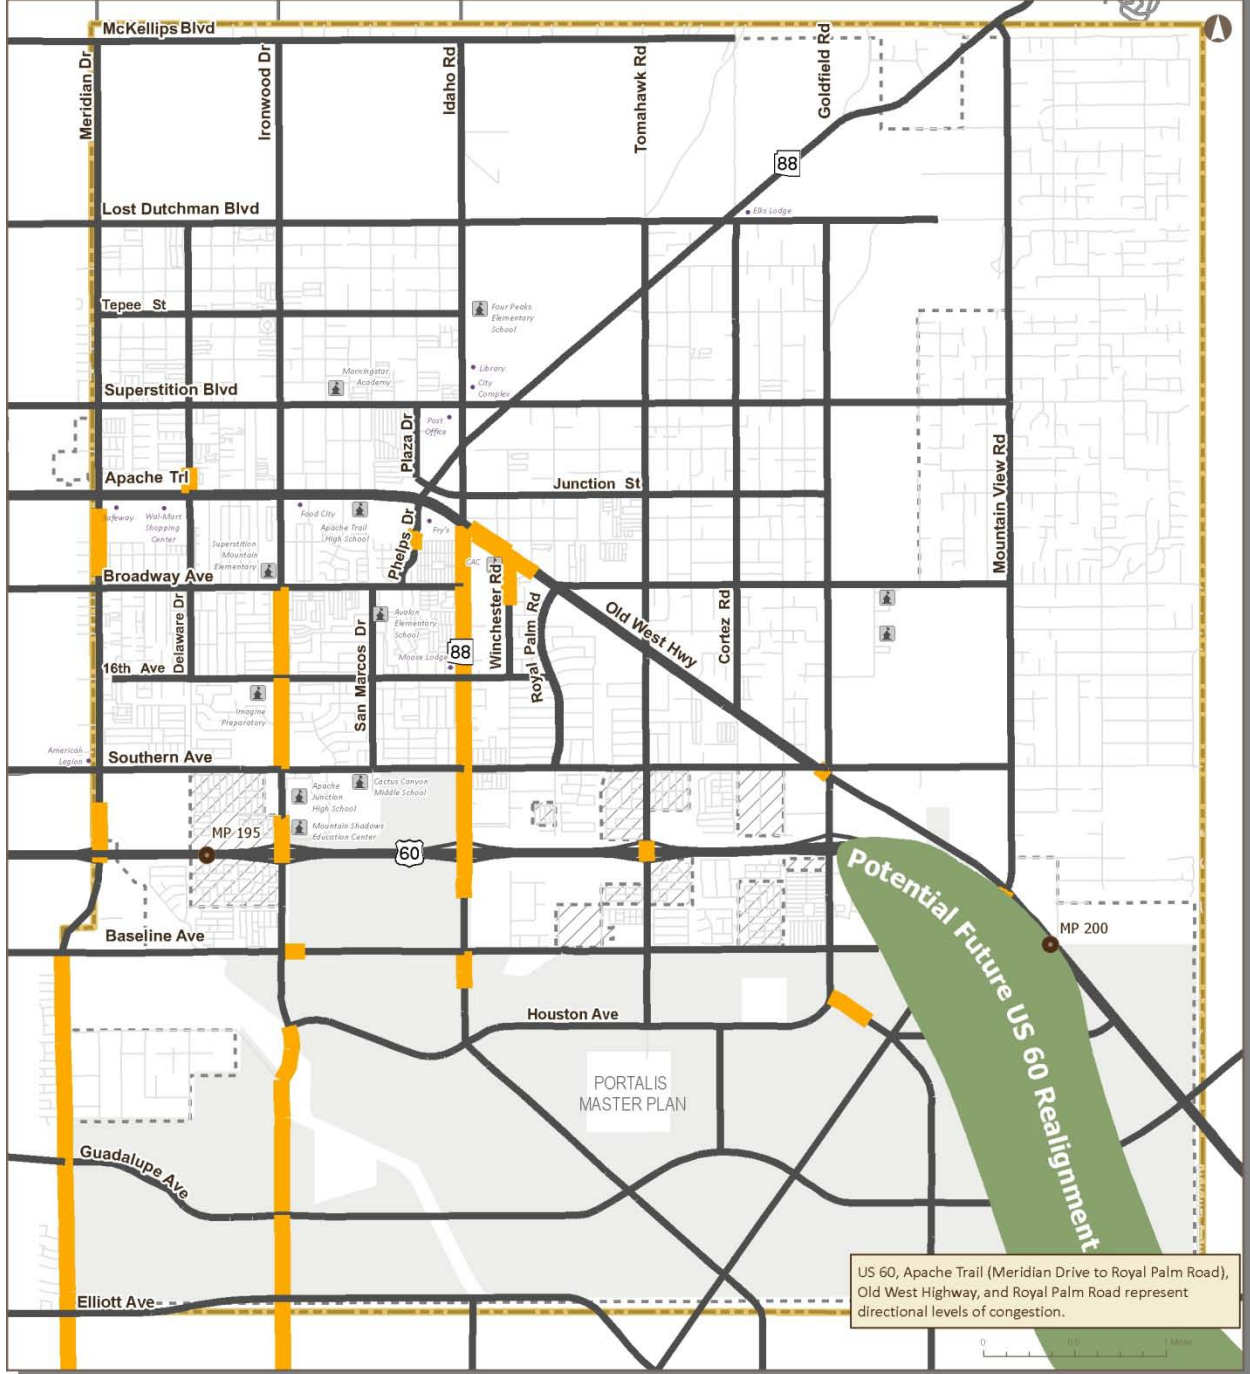 McKellips Blvd
Meridian Dr
Ironwood Dr
Idaho Rd
Tomahawk Rd
Goldfield Rd
88
Lost Dutchman Blvd
Elks Lodge
Tepee St
Four Peaks
Elementary
School
Morningstar
Academy
Library
City
Complex
Superstition Blvd
Plaza Dr
Post
Office
Mountain View Rd
Apache Trl
Junction St
Safeway
Wal-Mart
Shopping
Center
Food City
Apache Trail
High School
Phelps Dr
Fry's
Superstition
Mountain
Elementary
CAC
Winchester Rd
Broadway Ave
Delaware Dr
San Marcos Dr
Avalon
Elementary
School
Royal Palm Rd
Old West Hwy
Cortez Rd
88
Moose Lodge
16th Ave
Imagine
Preparatory
American
Legion
Southern Ave
Apache
Junction
High School
Cactus Canyon
Middle School
Mountain Shadows
Education Center
MP 195
60
Potential Future US 60 Realignment
MP 200
Baseline Ave
Houston Ave
PORTALIS
MASTER PLAN
Guadalupe Ave
Elliott Ave
US 60, Apache Trail (Meridian Drive to Royal Palm Road),
Old West Highway, and Royal Palm Road represent
directional levels of congestion.
0 0.5 1 Miles